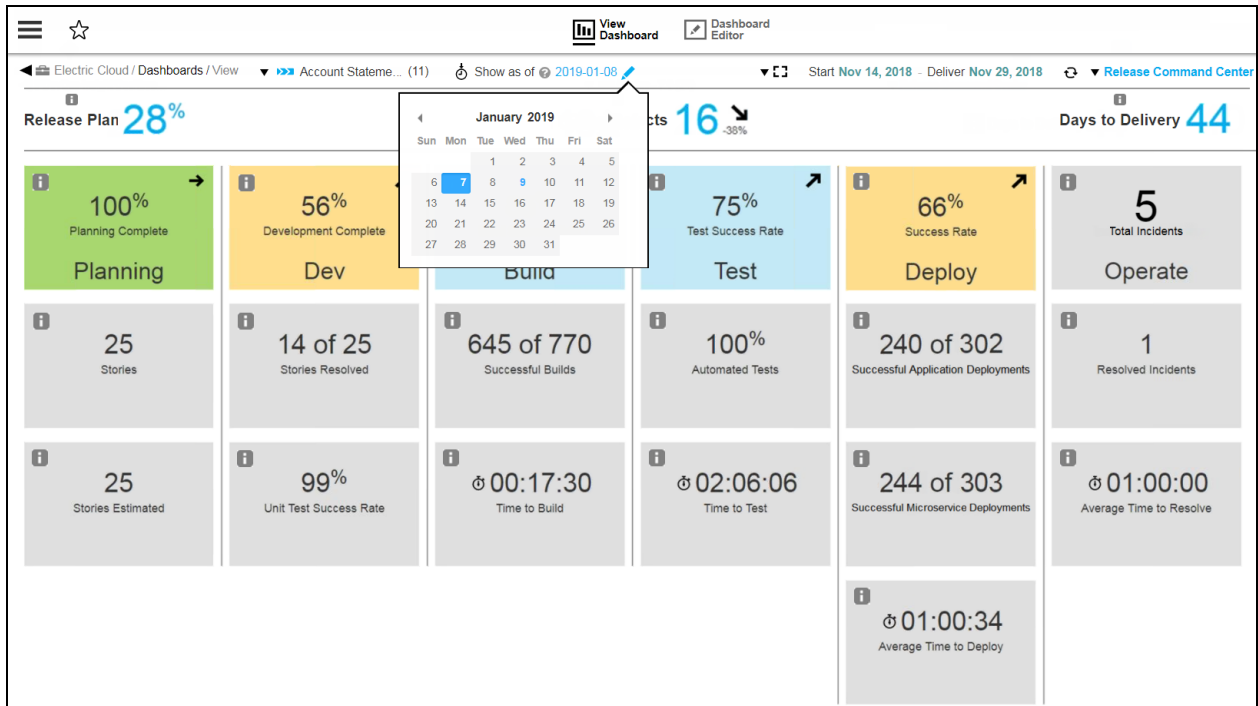 View Dashboard
Dashboard Editor
Electric Cloud / Dashboards / View
Account Stateme... (11)
Show as of 2019-01-08
Start Nov 14, 2018 - Deliver Nov 29, 2018
Release Command Center
Release Plan 28%
cts 16 -38%
Days to Delivery 44
January 2019
Sun Mon Tue Wed Thu Fri Sat
1 2 3 4 5
6 7 8 9 10 11 12
13 14 15 16 17 18 19
20 21 22 23 24 25 26
27 28 29 30 31
100%
Planning Complete
Planning
56%
Development Complete
Dev
Build
75%
Test Success Rate
Test
66%
Success Rate
Deploy
5
Total Incidents
Operate
25
Stories
14 of 25
Stories Resolved
645 of 770
Successful Builds
100%
Automated Tests
240 of 302
Successful Application Deployments
1
Resolved Incidents
25
Stories Estimated
99%
Unit Test Success Rate
00:17:30
Time to Build
02:06:06
Time to Test
244 of 303
Successful Microservice Deployments
01:00:00
Average Time to Resolve
01:00:34
Average Time to Deploy